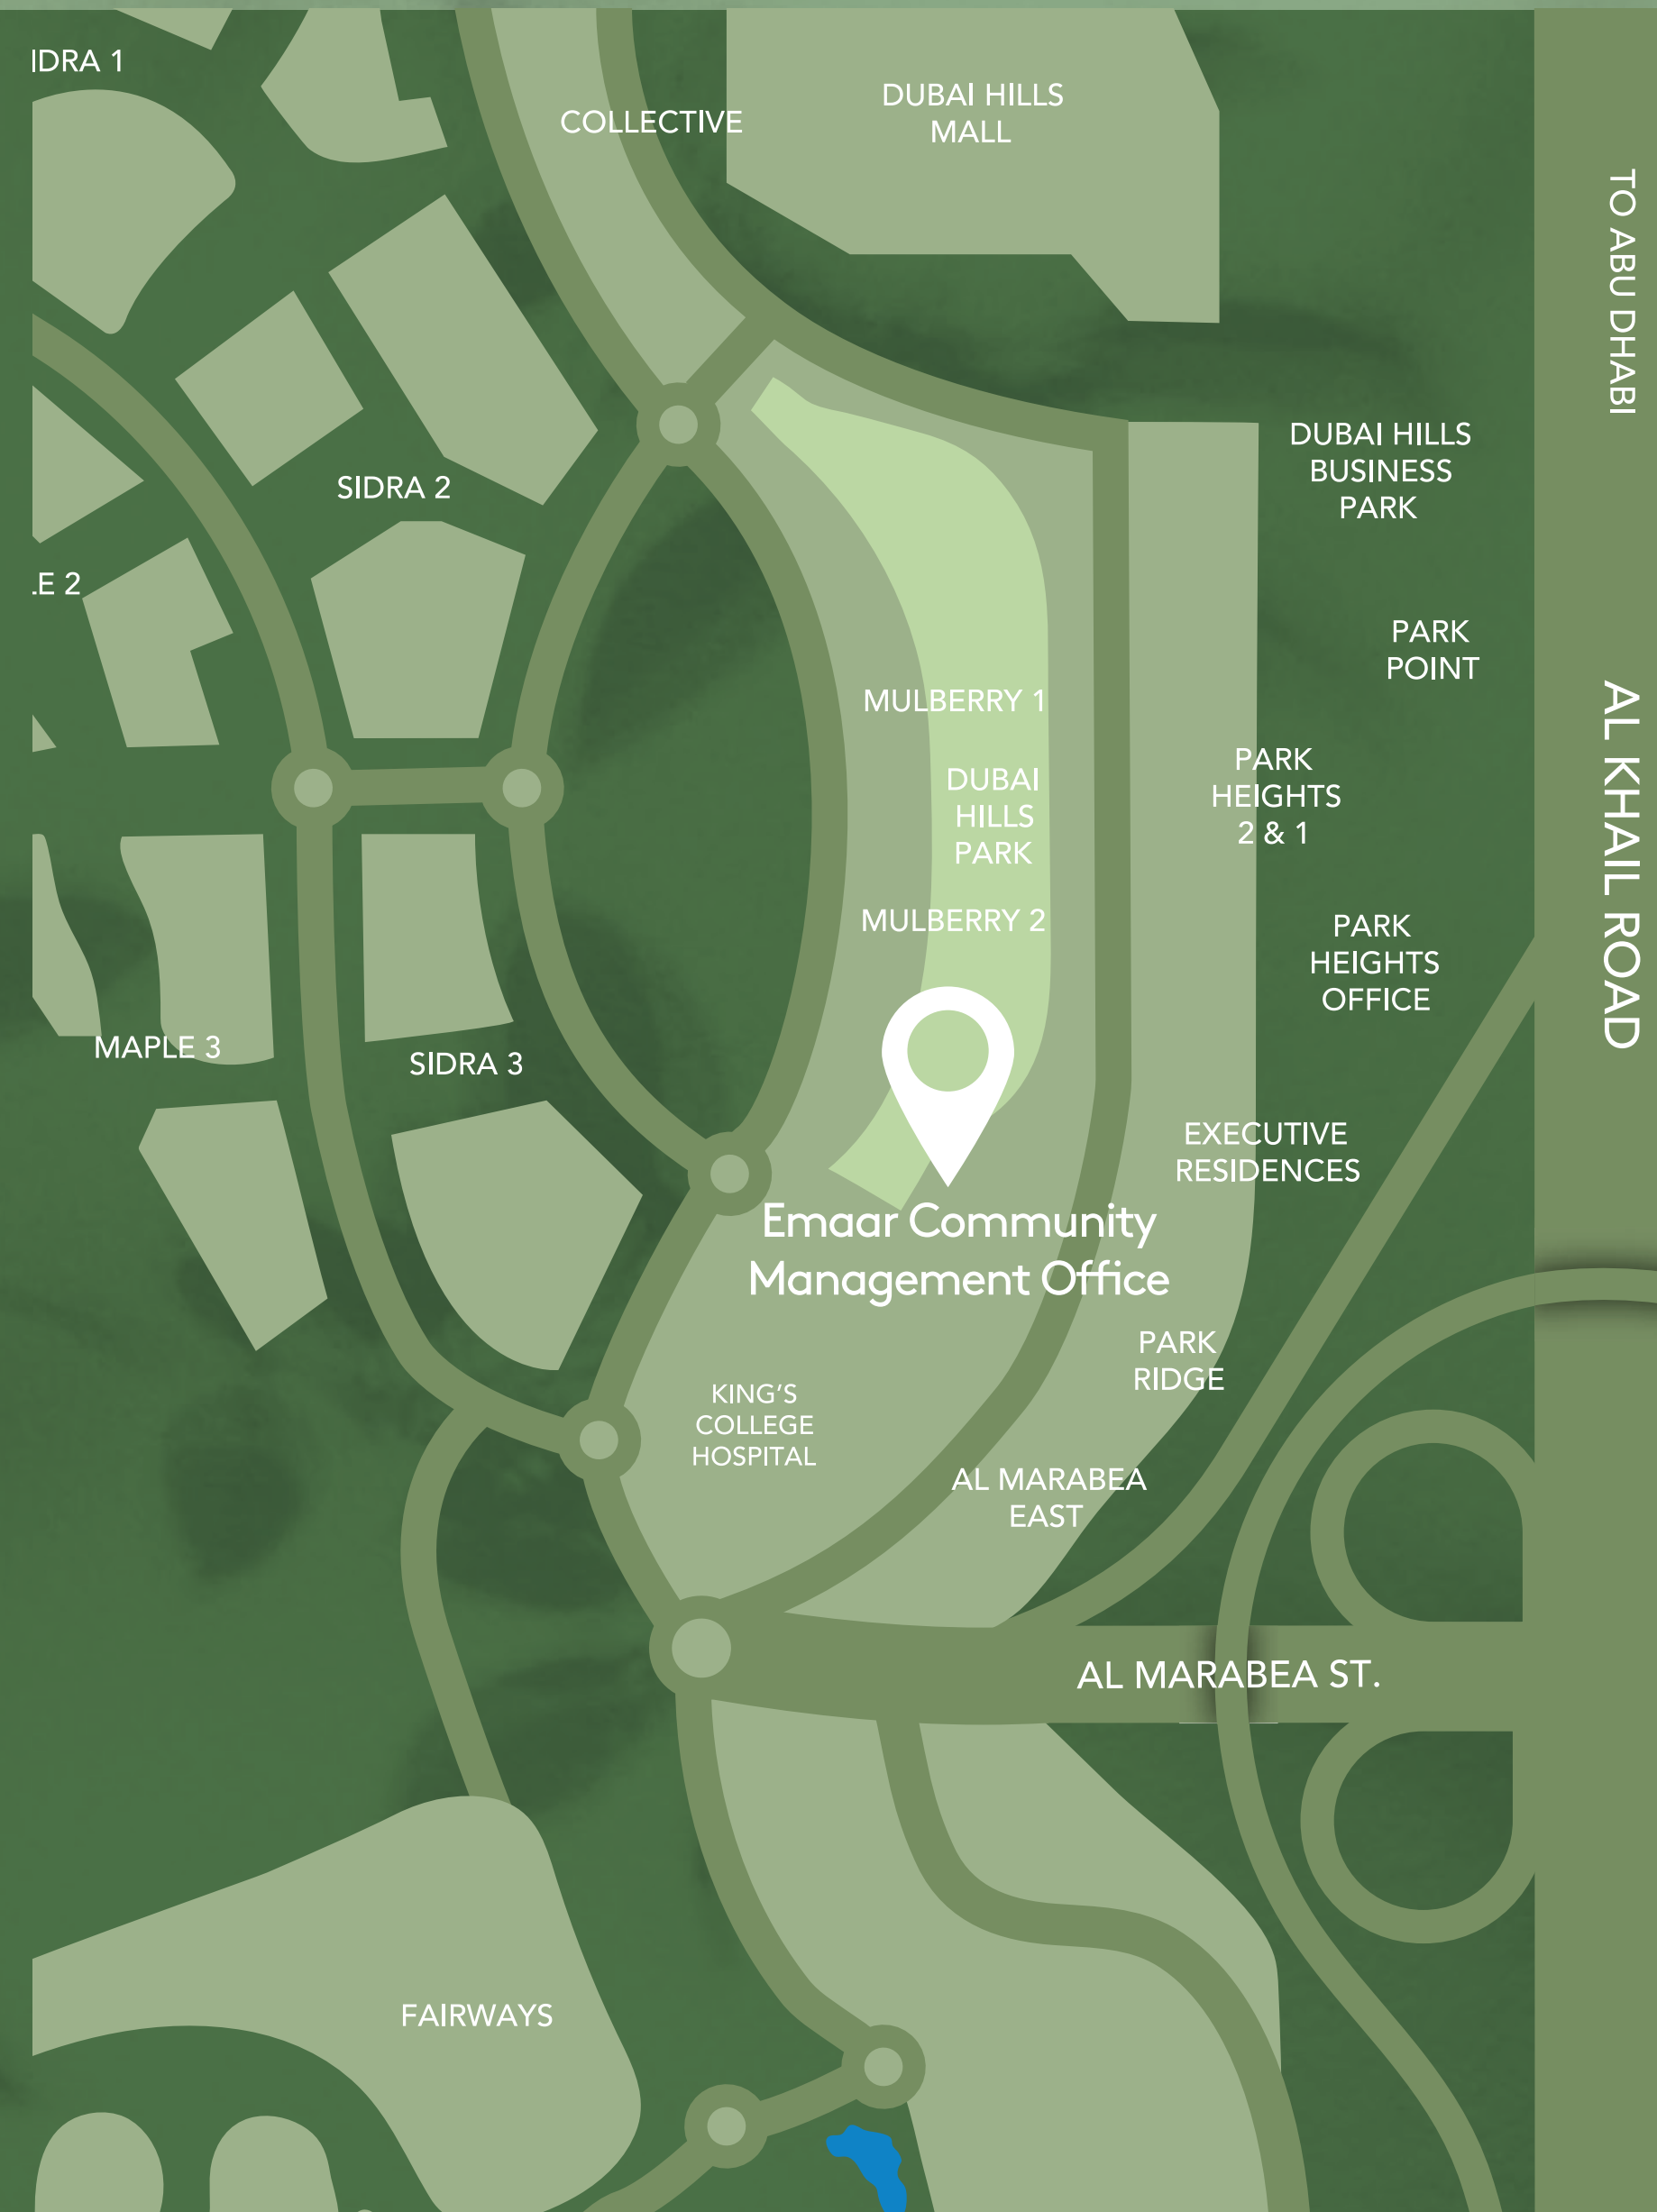 IDRA 1
COLLECTIVE
DUBAI HILLS
MALL
TO ABU DHABI
DUBAI HILLS
BUSINESS
PARK
SIDRA 2
E 2
PARK
POINT
AL KHAIL ROAD
MULBERRY 1
DUBAI
HILLS
PARK
PARK
HEIGHTS
2 & 1
MULBERRY 2
PARK
HEIGHTS
OFFICE
MAPLE 3
SIDRA 3
EXECUTIVE
RESIDENCES
Emaar Community
Management Office
PARK
RIDGE
KING'S
COLLEGE
HOSPITAL
AL MARABEA
EAST
AL MARABEA ST.
FAIRWAYS